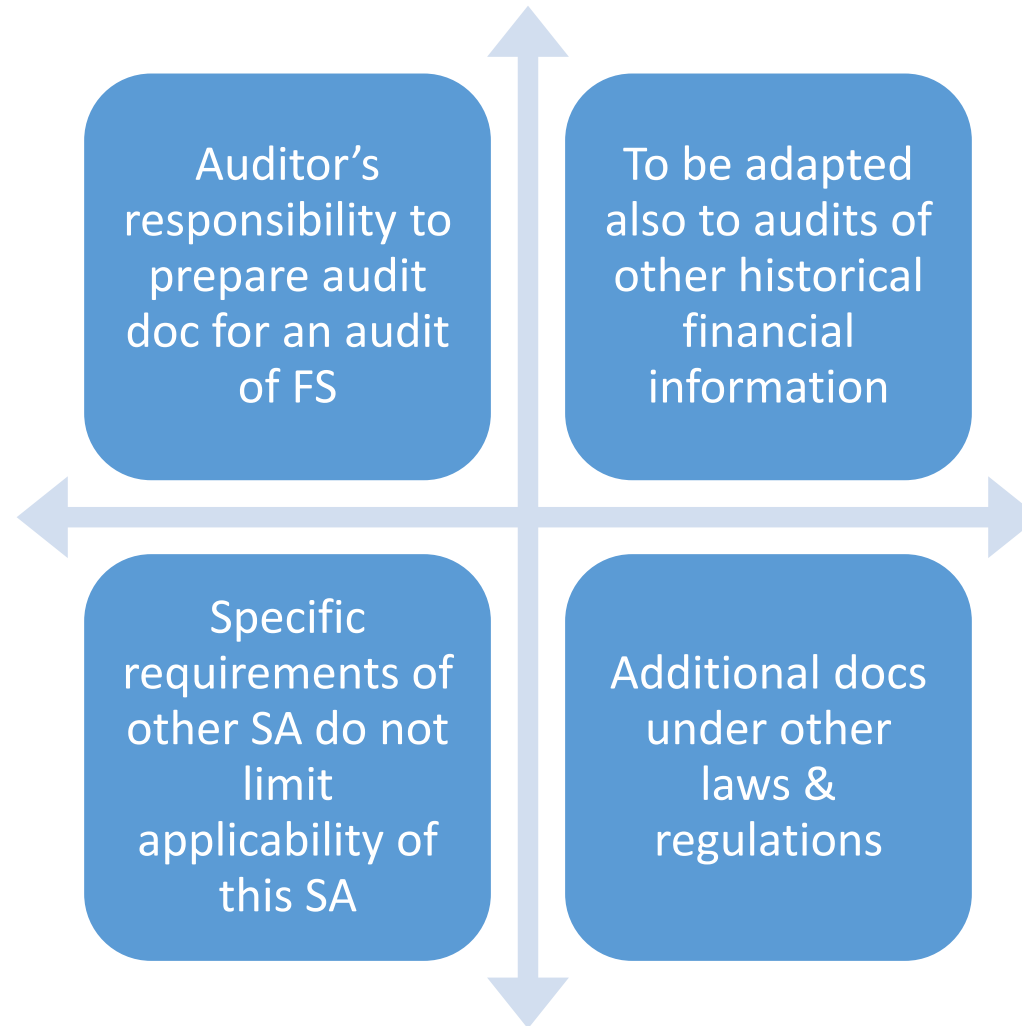 Auditor’s
responsibility to
prepare audit
doc for an audit
of FS
To be adapted
also to audits of
other historical
financial
information
Specific
requirements of
other SA do not
limit
applicability of
this SA
Additional docs
under other
laws &
regulations